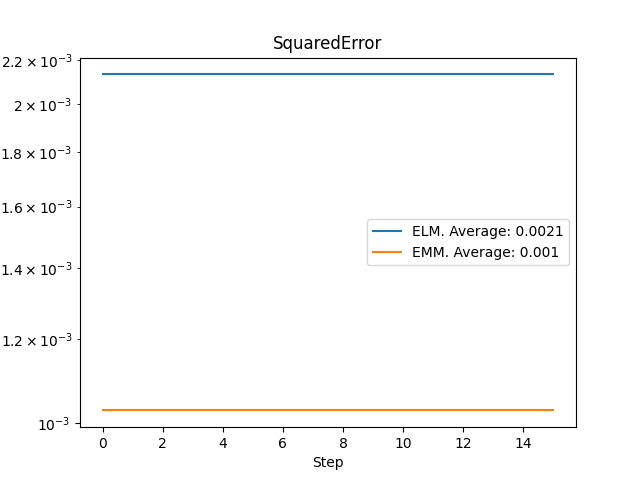 SquaredError
2.2 × 10⁻³
2 × 10⁻³
1.8 × 10⁻³
1.6 × 10⁻³
1.4 × 10⁻³
1.2 × 10⁻³
10⁻³
ELM. Average: 0.0021
EMM. Average: 0.001
0 2 4 6 8 10 12 14
Step